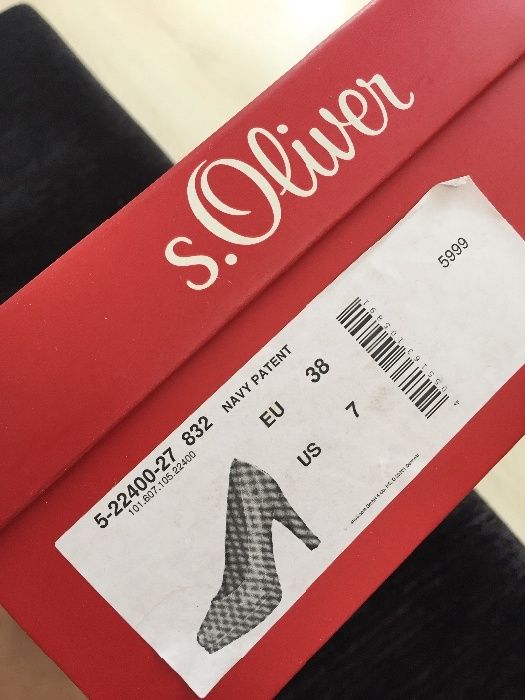 s.Oliver
5999
5-22400-27 832 NAVY PATENT
101.607.105.22400
EU 38
US 7